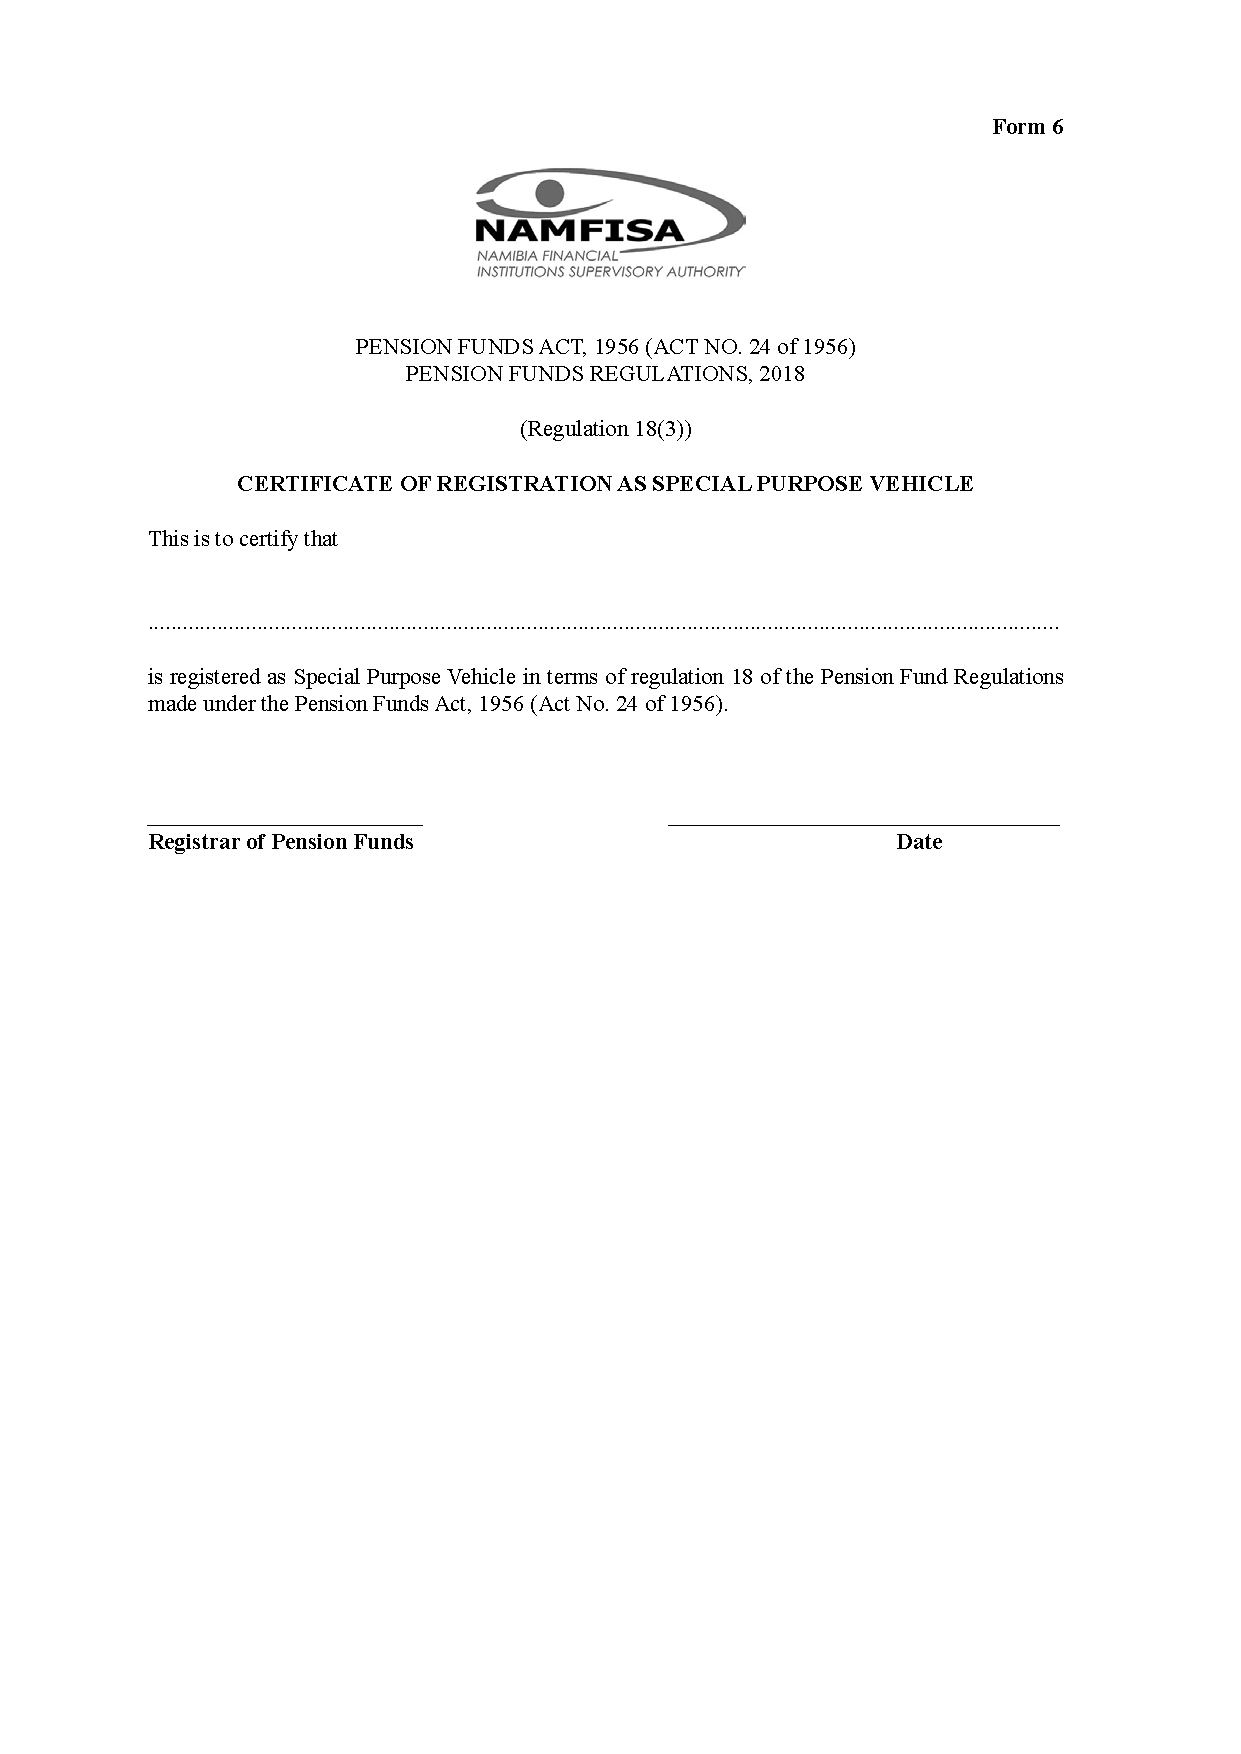 Form 6
NAMFISA
NAMIBIA FINANCIAL
INSTITUTIONS SUPERVISORY AUTHORITY
PENSION FUNDS ACT, 1956 (ACT NO. 24 of 1956)
PENSION FUNDS REGULATIONS, 2018
(Regulation 18(3))
CERTIFICATE OF REGISTRATION AS SPECIAL PURPOSE VEHICLE
This is to certify that
................................................................................................................................................................
is registered as Special Purpose Vehicle in terms of regulation 18 of the Pension Fund Regulations
made under the Pension Funds Act, 1956 (Act No. 24 of 1956).
Registrar of Pension Funds Date